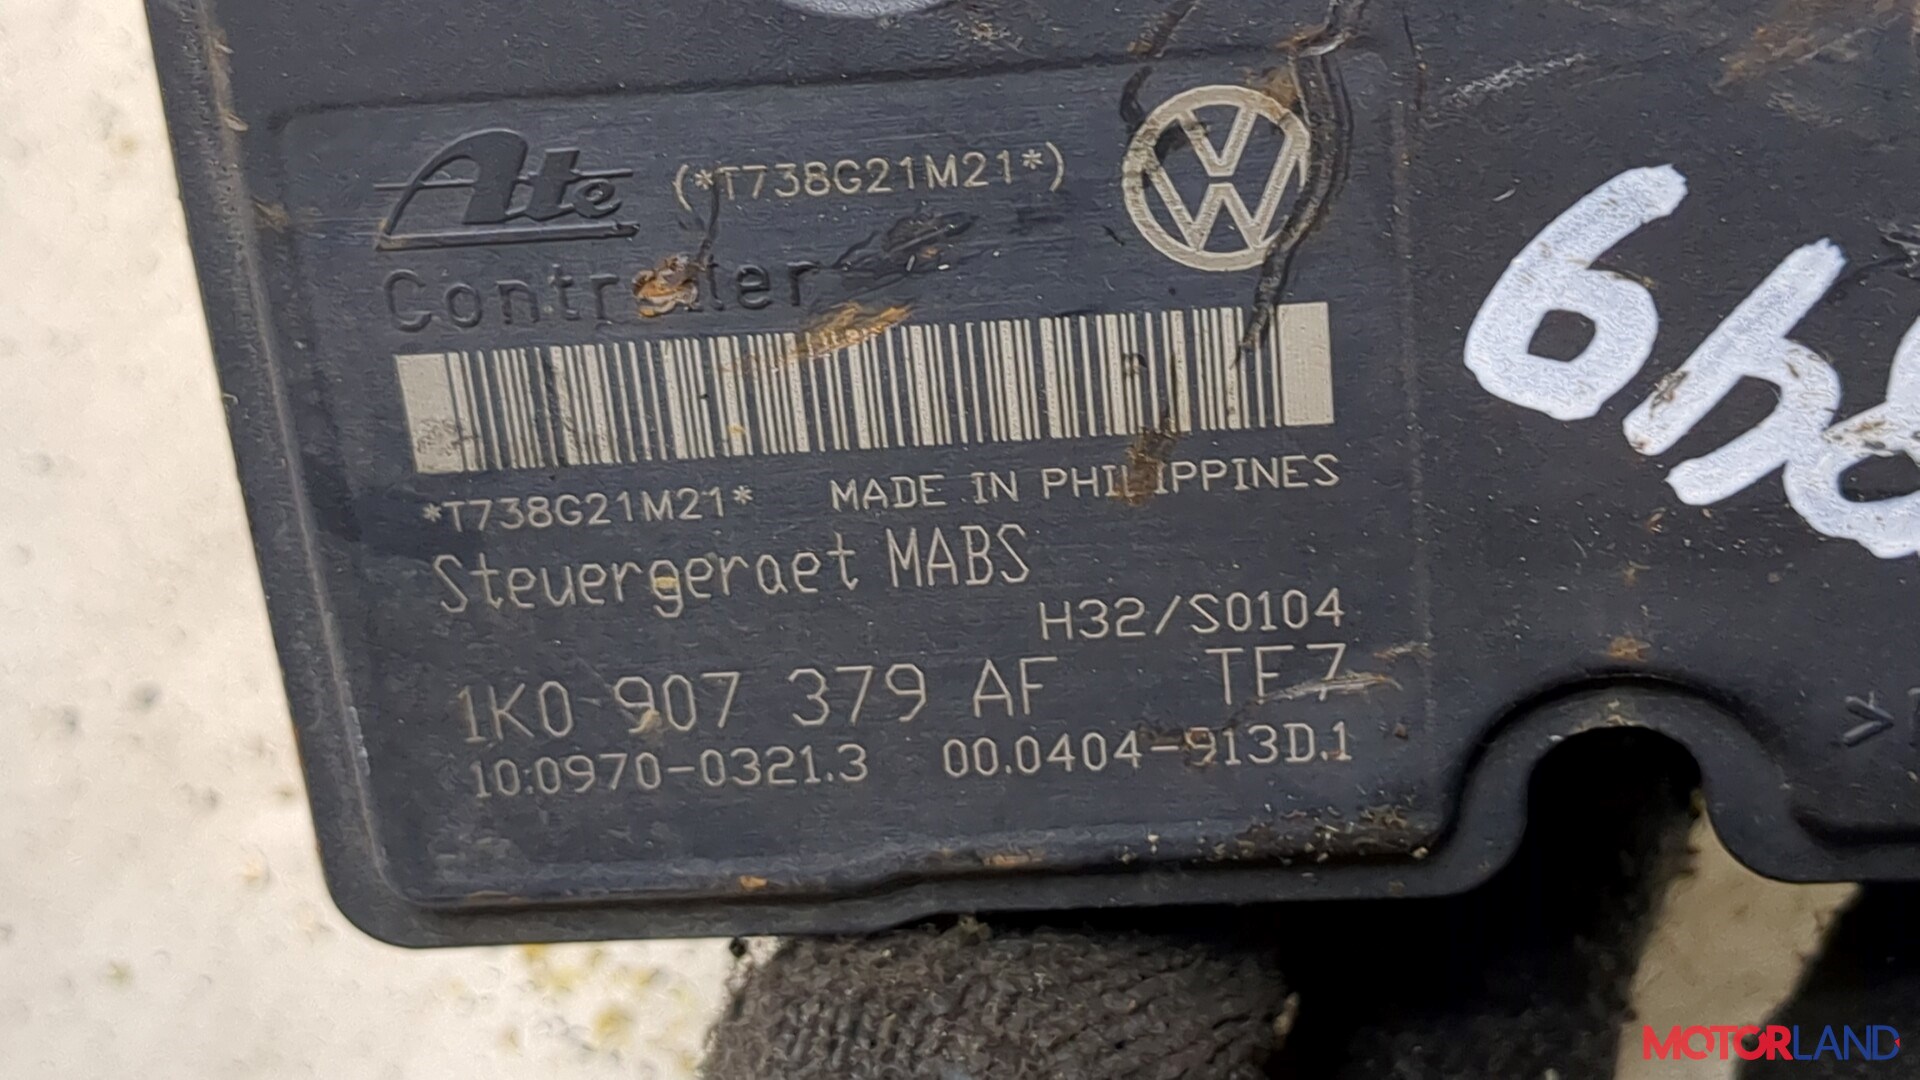 Ate (*T738G21M21*)
Controller
*T738G21M21* MADE IN PHILIPPINES
Steuergeraet MABS
H32/S0104
1K0 907 379 AF TF7
10.0970-0321.3 00.0404-913D.1
MOTORLAND